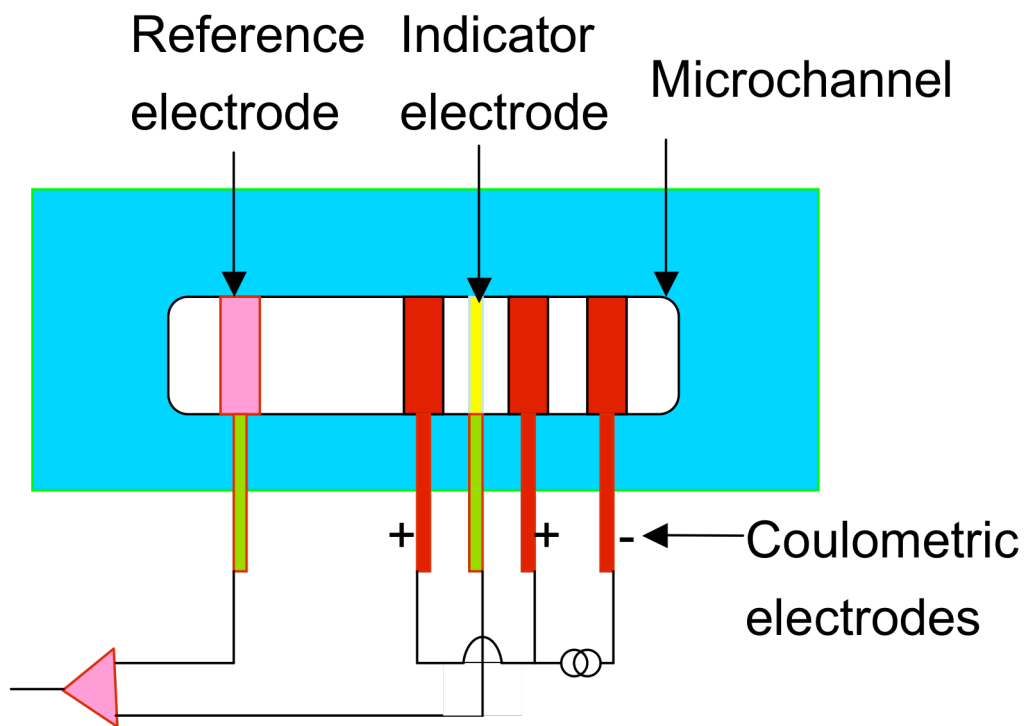 Reference
electrode
Indicator
electrode
Microchannel
+
+
-
Coulometric
electrodes